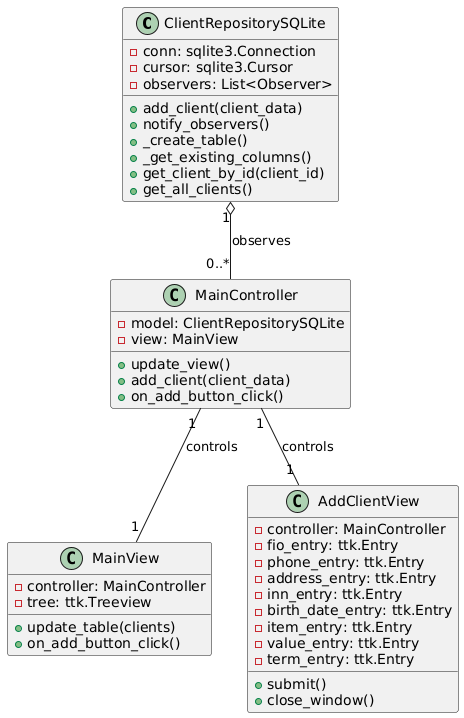 C ClientRepositorySQLite
conn: sqlite3.Connection
cursor: sqlite3.Cursor
observers: List<Observer>
add_client(client_data)
notify_observers()
_create_table()
_get_existing_columns()
get_client_by_id(client_id)
get_all_clients()
1
observes
0..*
C MainController
model: ClientRepositorySQLite
view: MainView
update_view()
add_client(client_data)
on_add_button_click()
1
1
controls
controls
1
1
C MainView
controller: MainController
tree: ttk.Treeview
update_table(clients)
on_add_button_click()
C AddClientView
controller: MainController
fio_entry: ttk.Entry
phone_entry: ttk.Entry
address_entry: ttk.Entry
inn_entry: ttk.Entry
birth_date_entry: ttk.Entry
item_entry: ttk.Entry
value_entry: ttk.Entry
term_entry: ttk.Entry
submit()
close_window()